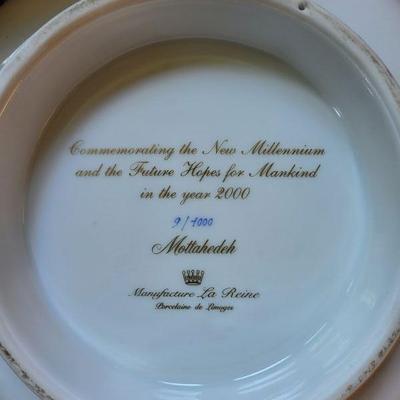 Commemorating the New Millennium
and the Future Hopes for Mankind
in the year 2000
9/1000
Mottahedeh
Manufacture La Reine
Porcelaine de Limoges